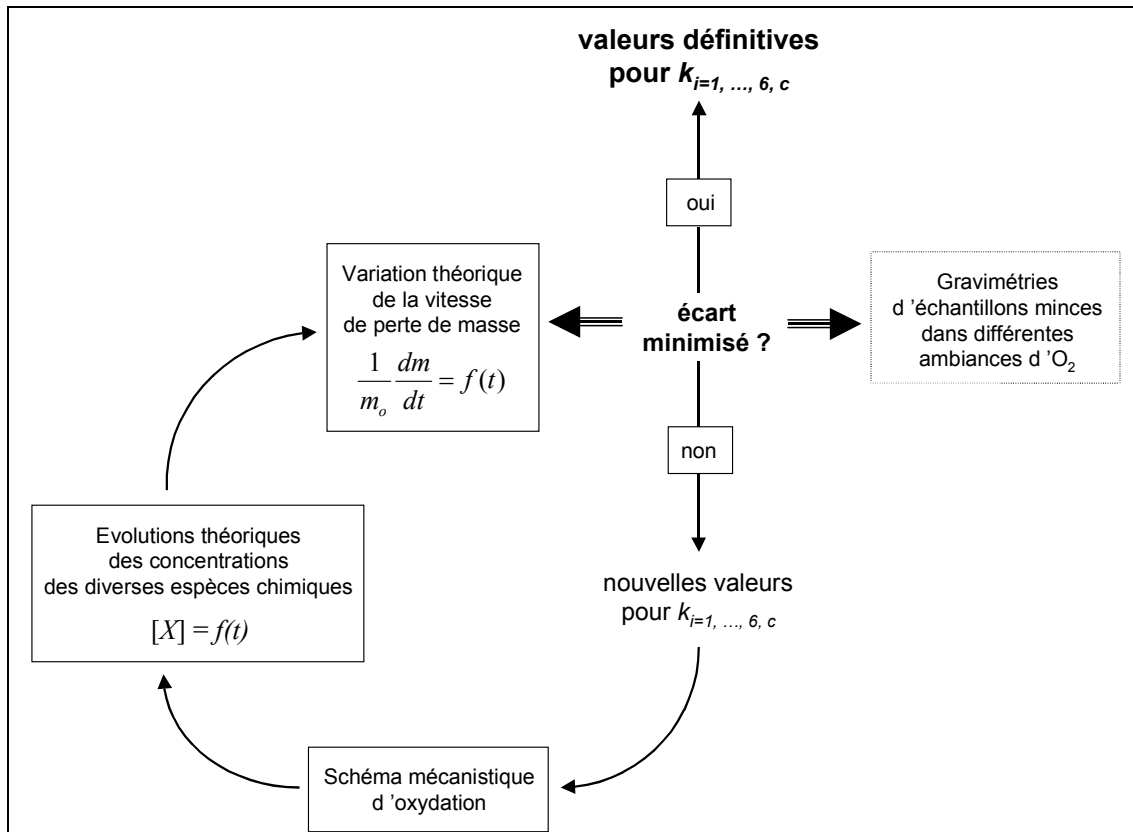 valeurs définitives
pour k i=1, …, 6, c
oui
Variation théorique
de la vitesse
de perte de masse
1/m_o dm/dt = f(t)
écart
minimisé ?
Gravimétries
d ’échantillons minces
dans différentes
ambiances d ’O2
non
Evolutions théoriques
des concentrations
des diverses espèces chimiques
[X] = f(t)
nouvelles valeurs
pour k i=1, …, 6, c
Schéma mécanistique
d ’oxydation